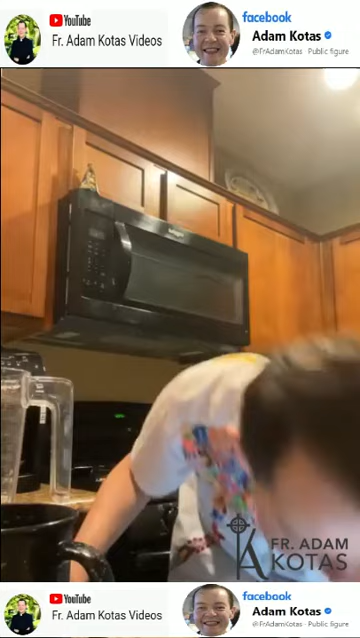 YouTube
Fr. Adam Kotas Videos
facebook
Adam Kotas
@FrAdamKotas · Public figure
FR. ADAM
KOTAS
YouTube
Fr. Adam Kotas Videos
facebook
Adam Kotas
@FrAdamKotas · Public figure